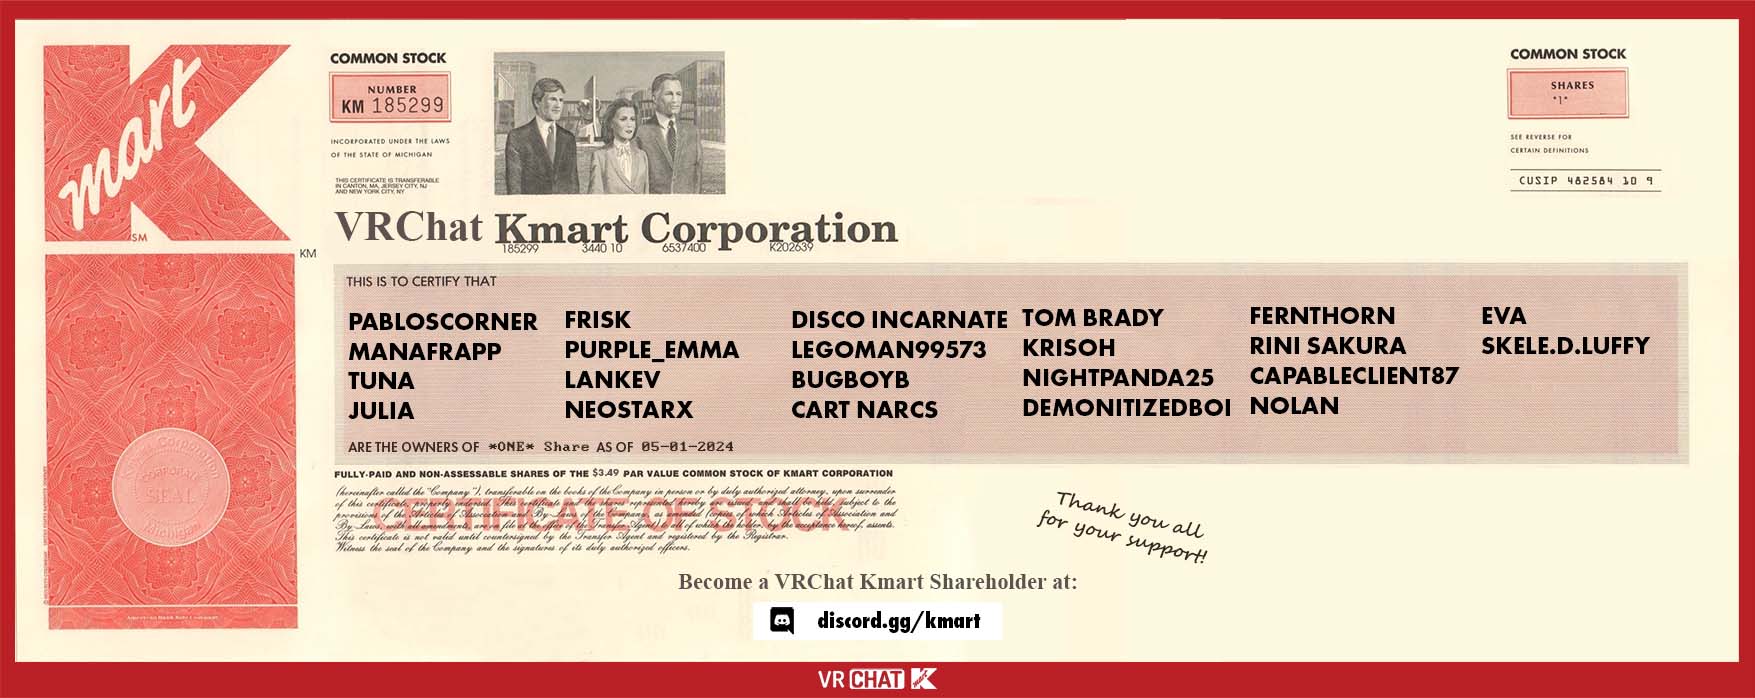 Kmart
SM
KM
COMMON STOCK
NUMBER
KM 185299
INCORPORATED UNDER THE LAWS
OF THE STATE OF MICHIGAN
THIS CERTIFICATE IS TRANSFERABLE
IN CANTON, MA, JERSEY CITY, NJ
AND NEW YORK CITY, NY
COMMON STOCK
SHARES
*1*
SEE REVERSE FOR
CERTAIN DEFINITIONS
CUSIP 482584 10 9
VRChat Kmart Corporation
185299 3440 10 6537400 K202639
THIS IS TO CERTIFY THAT
PABLOSCORNER
MANAFRAPP
TUNA
JULIA
FRISK
PURPLE_EMMA
LANKEV
NEOSTARX
DISCO INCARNATE
LEGOMAN99573
BUGBOYB
CART NARCS
TOM BRADY
KRISOH
NIGHTPANDA25
DEMONITIZEDBOI
FERNTHORN
RINI SAKURA
CAPABLECLIENT87
NOLAN
EVA
SKELE.D.LUFFY
ARE THE OWNERS OF *ONE* Share AS OF 05-01-2024
FULLY-PAID AND NON-ASSESSABLE SHARES OF THE $3.49 PAR VALUE COMMON STOCK OF KMART CORPORATION
(hereinafter called the "Company"), transferable on the books of the Company in person or by duly authorized attorney, upon surrender
of this certificate, properly endorsed. This certificate and the shares represented hereby are issued and shall be held subject to the
provisions of the Articles of Association and By-Laws of the Company, as amended (copies of which Articles of Association and
By-Laws, with all amendments, are on file at the office of the Transfer Agent), to all of which the holder, by the acceptance hereof, assents.
This certificate is not valid until countersigned by the Transfer Agent and registered by the Registrar.
Witness the seal of the Company and the signatures of its duly authorized officers.
CERTIFICATE OF STOCK
Corporation
CORPORATE
SEAL
Michigan
American Bank Note Company
Thank you all
for your support!
Become a VRChat Kmart Shareholder at:
discord.gg/kmart
VRCHAT Kmart